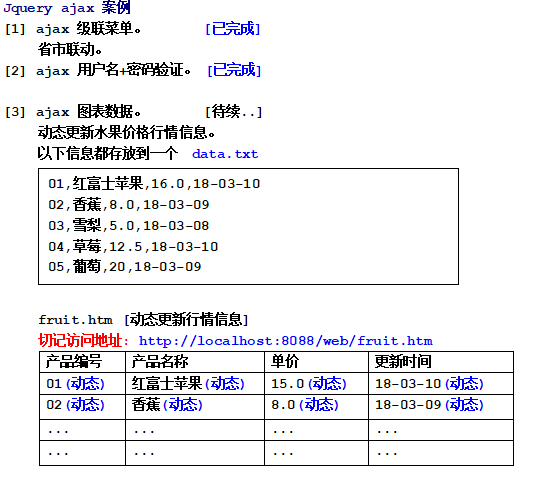 Jquery ajax 案例
[1] ajax 级联菜单。 [已完成]
省市联动。
[2] ajax 用户名+密码验证。 [已完成]
[3] ajax 图表数据。 [待续..]
动态更新水果价格行情信息。
以下信息都存放到一个 data.txt
01,红富士苹果,16.0,18-03-10
02,香蕉,8.0,18-03-09
03,雪梨,5.0,18-03-08
04,草莓,12.5,18-03-10
05,葡萄,20,18-03-09
fruit.htm [动态更新行情信息]
切记访问地址: http://localhost:8088/web/fruit.htm
产品编号 产品名称 单价 更新时间
01(动态) 红富士苹果(动态) 15.0(动态) 18-03-10(动态)
02(动态) 香蕉(动态) 8.0(动态) 18-03-09(动态)
... ... ... ...
... ... ... ...